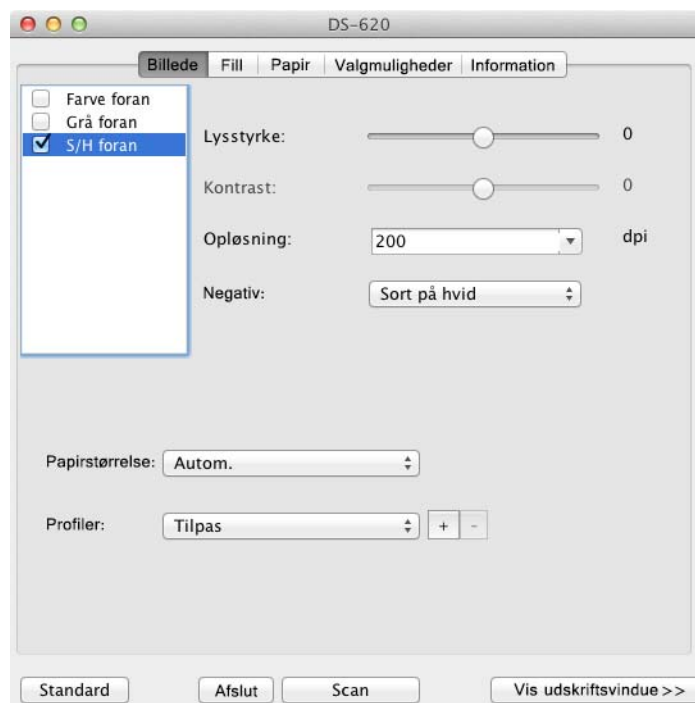 DS-620
Billede Fill Papir Valgmuligheder Information
Farve foran
Grå foran
S/H foran
Lysstyrke: 0
Kontrast: 0
Opløsning: 200 dpi
Negativ: Sort på hvid
Papirstørrelse: Autom.
Profiler: Tilpas + -
Standard Afslut Scan Vis udskriftsvindue >>